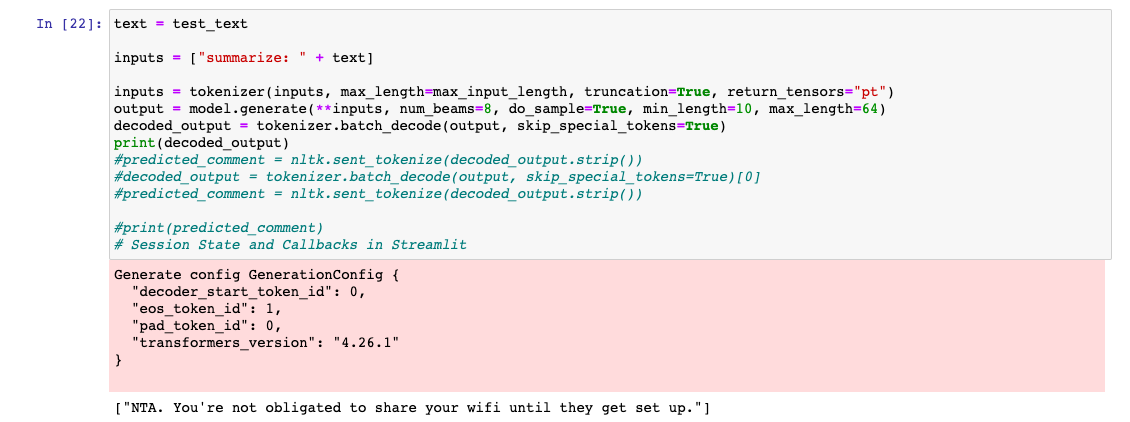 In [22]: text = test_text
inputs = ["summarize: " + text]
inputs = tokenizer(inputs, max_length=max_input_length, truncation=True, return_tensors="pt")
output = model.generate(**inputs, num_beams=8, do_sample=True, min_length=10, max_length=64)
decoded_output = tokenizer.batch_decode(output, skip_special_tokens=True)
print(decoded_output)
#predicted_comment = nltk.sent_tokenize(decoded_output.strip())
#decoded_output = tokenizer.batch_decode(output, skip_special_tokens=True)[0]
#predicted_comment = nltk.sent_tokenize(decoded_output.strip())
#print(predicted_comment)
# Session State and Callbacks in Streamlit
Generate config GenerationConfig {
"decoder_start_token_id": 0,
"eos_token_id": 1,
"pad_token_id": 0,
"transformers_version": "4.26.1"
}
["NTA. You're not obligated to share your wifi until they get set up."]